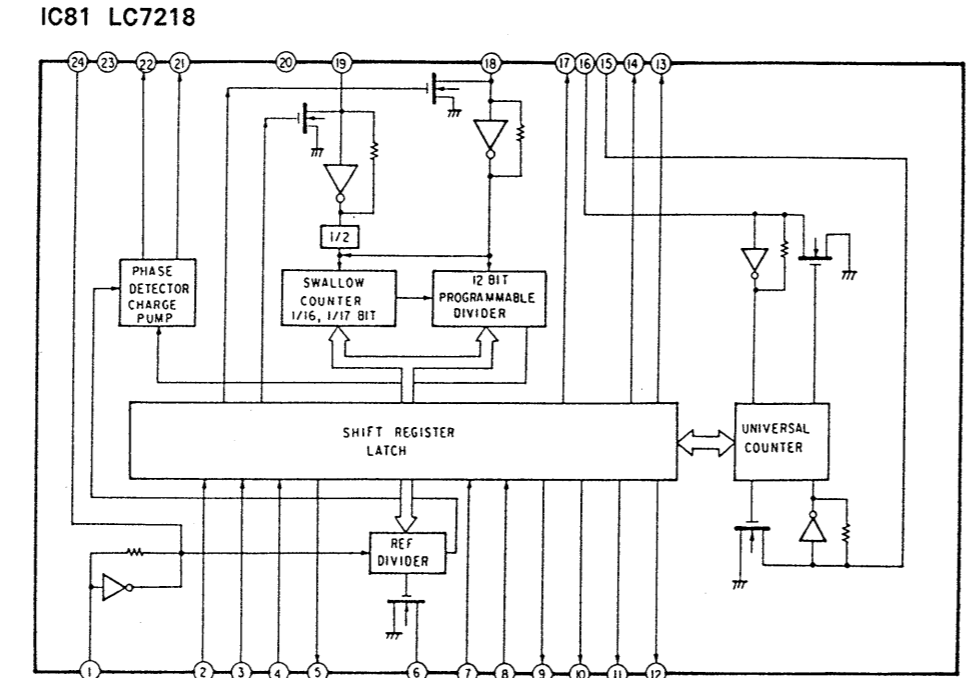 IC81 LC7218
24 23 22 21 20 19 18 17 16 15 14 13
1/2
PHASE
DETECTOR
CHARGE
PUMP
SWALLOW
COUNTER
1/16, 1/17 BIT
12 BIT
PROGRAMMABLE
DIVIDER
SHIFT REGISTER
LATCH
UNIVERSAL
COUNTER
REF
DIVIDER
1 2 3 4 5 6 7 8 9 10 11 12